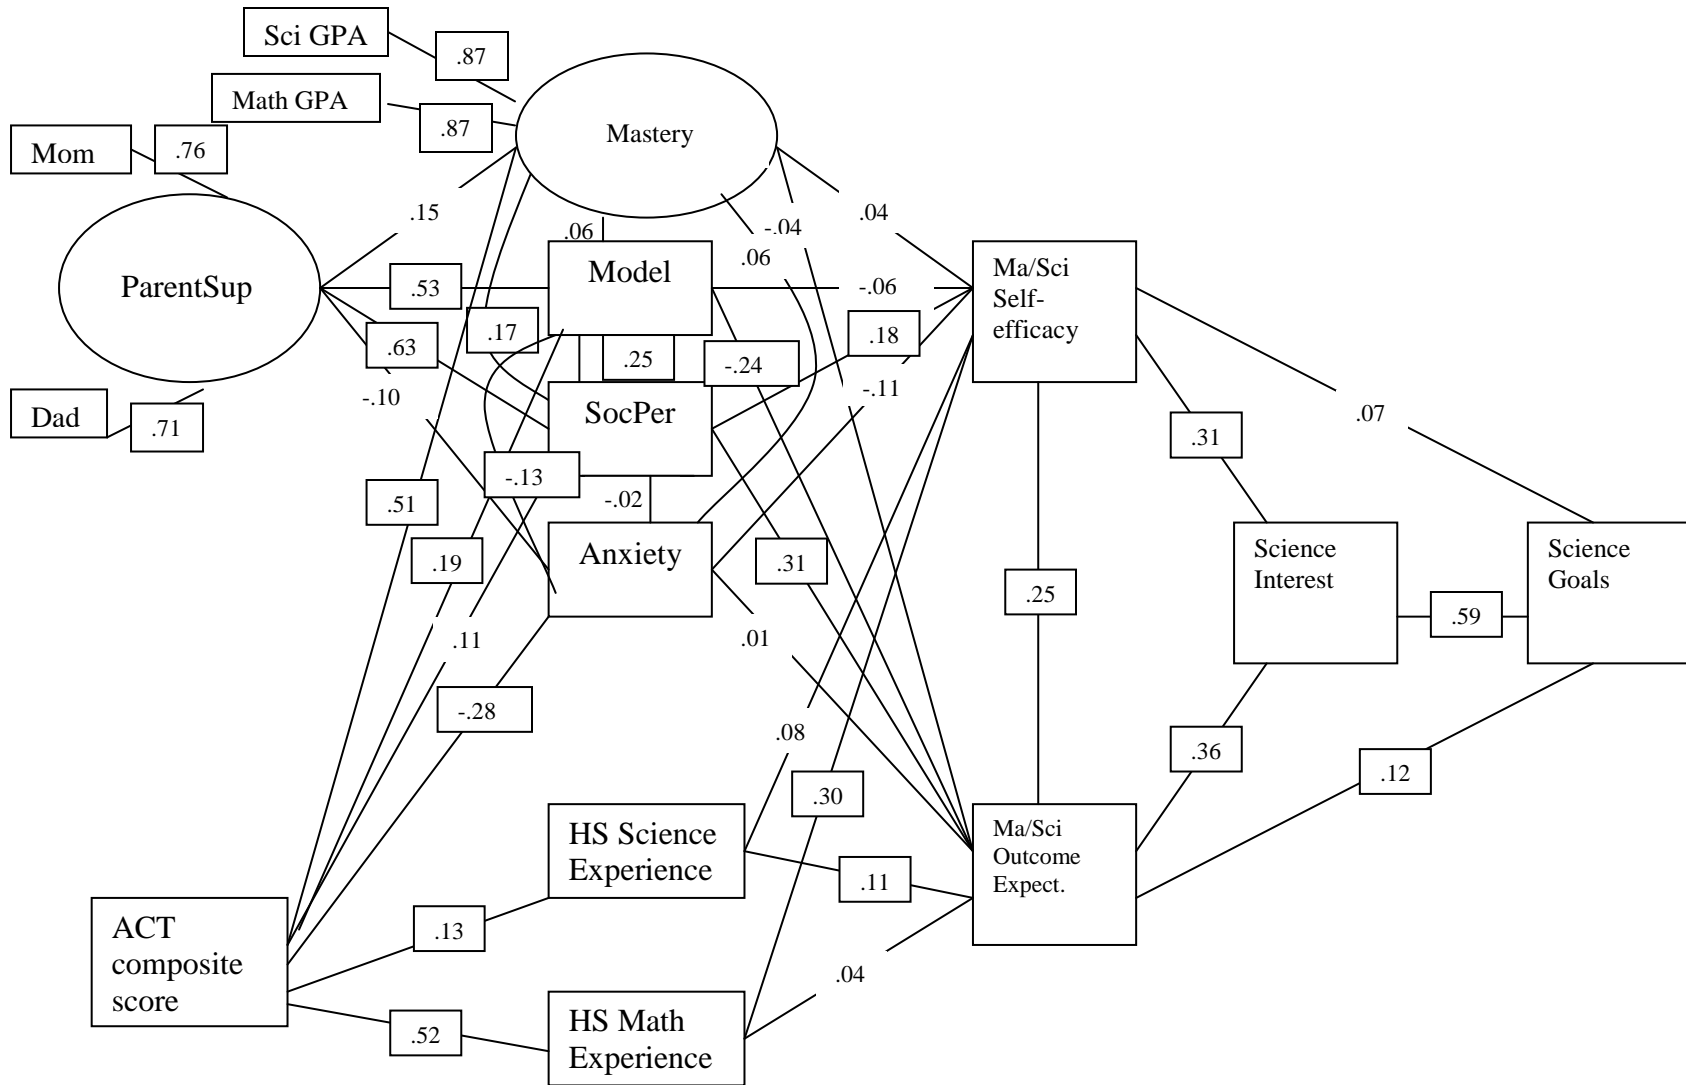 Sci GPA
.87
Math GPA
.87
Mastery
Mom
.76
.15
.04
-.04
.06
.06
Model
Ma/Sci
Self-
efficacy
ParentSup
.53
-.06
.17
.25
.18
.63
-.24
-.10
-.11
SocPer
Dad
.71
.07
.31
-.13
.51
-.02
.19
Anxiety
.31
.25
Science
Interest
.59
Science
Goals
.11
.01
-.28
.08
.36
.12
.30
HS Science
Experience
.11
Ma/Sci
Outcome
Expect.
ACT
composite
score
.13
.04
.52
HS Math
Experience